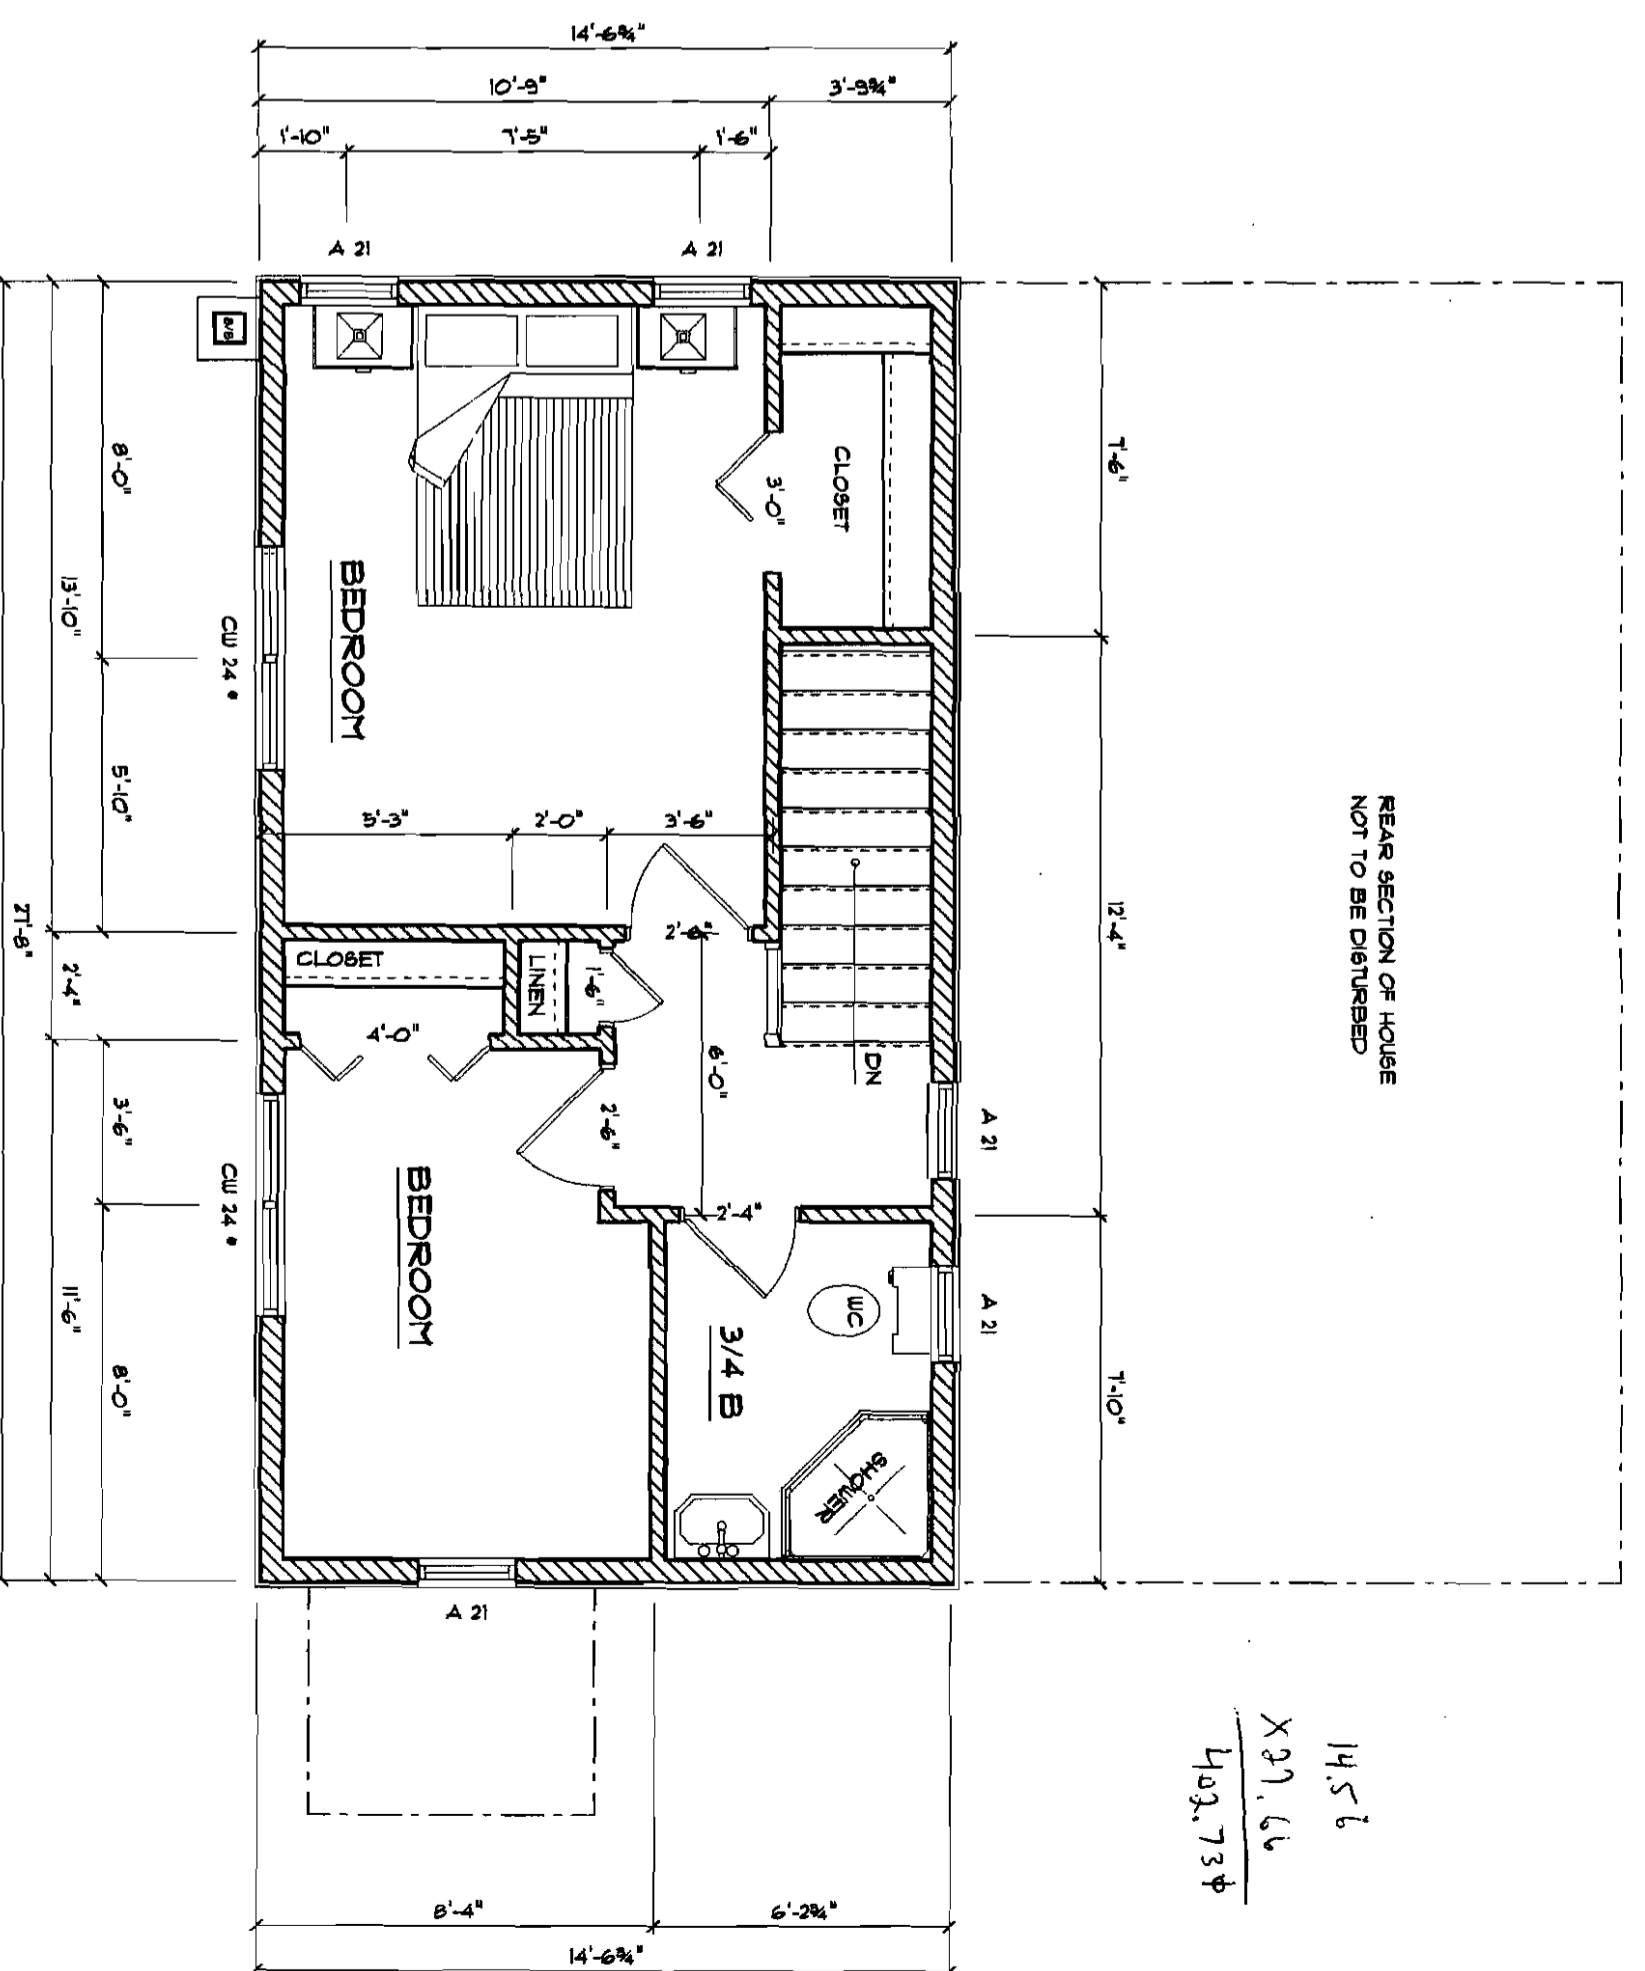 14'-6¾"
10'-9"
3'-9¾"
1'-10"
7'-5"
1'-6"
A 21
A 21
8'-0"
13'-10"
5'-10"
27'-8"
2'-4"
3'-6"
11'-6"
8'-0"
CW 24
CW 24
7'-6"
12'-4"
7'-10"
CLOSET
3'-0"
BEDROOM
5'-3"
2'-0"
3'-6"
CLOSET
LINEN
1'-6"
4'-0"
6'-0"
DN
2'-6"
2'-4"
BEDROOM
3/4 B
WC
SHOWER
A 21
A 21
A 21
REAR SECTION OF HOUSE
NOT TO BE DISTURBED
14.56
X 27.66
402.73
8'-4"
6'-2¾"
14'-6¾"